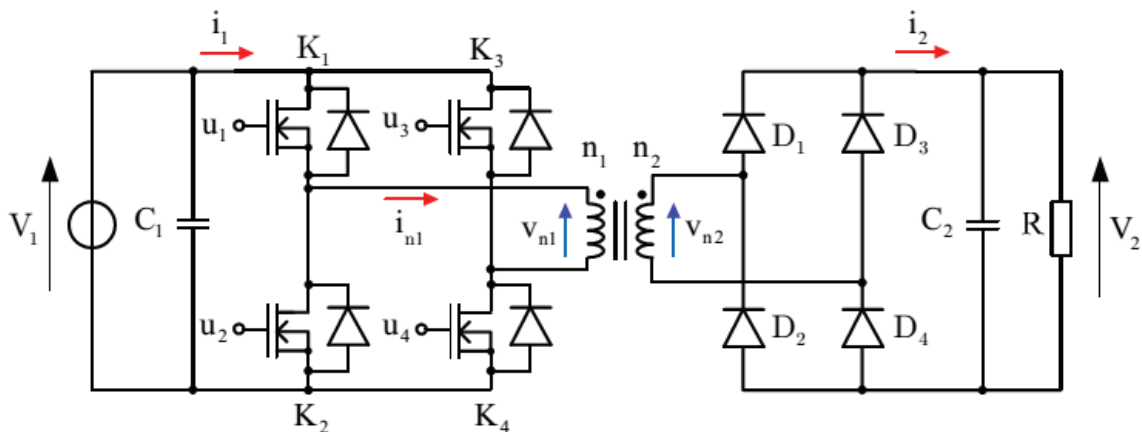 i₁
K₁
K₃
i₂
u₁
u₃
n₁ n₂
D₁
D₃
V₁
C₁
iₙ₁
vₙ₁
vₙ₂
C₂
R
V₂
u₂
u₄
D₂
D₄
K₂
K₄